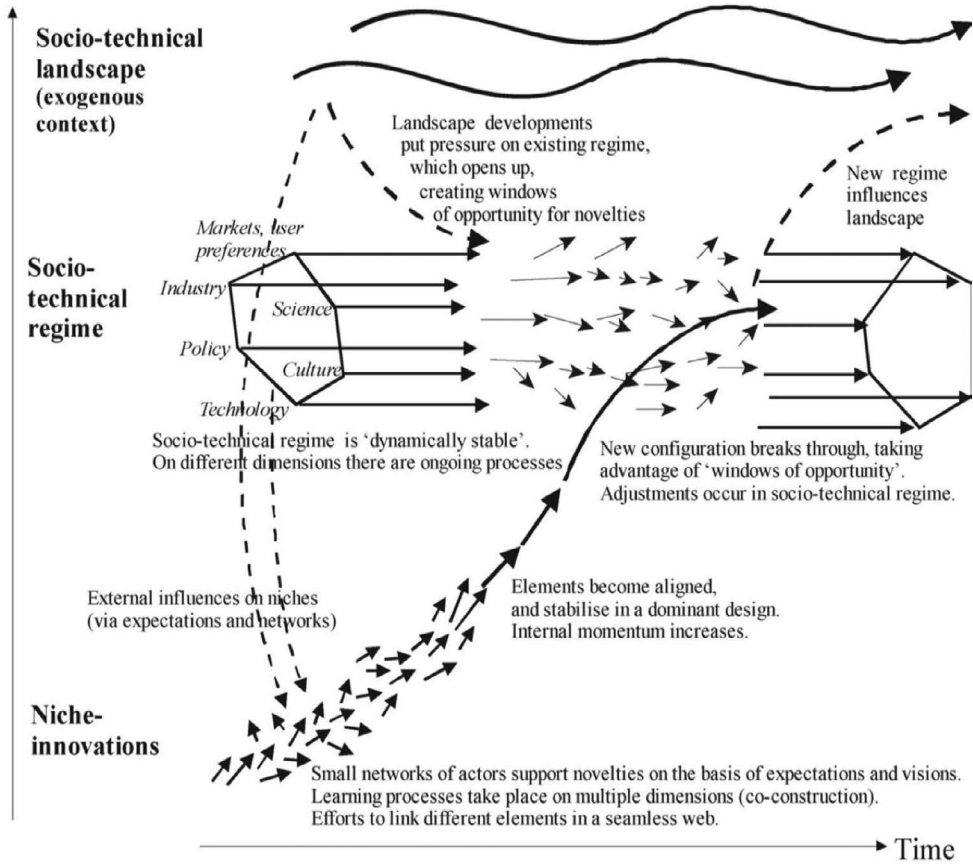 Socio-technical
landscape
(exogenous
context)
Landscape developments
put pressure on existing regime,
which opens up,
creating windows
of opportunity for novelties
New regime
influences
landscape
Markets, user
preferences
Socio-
technical
regime
Industry
Science
Policy
Culture
Technology
Socio-technical regime is ‘dynamically stable’.
On different dimensions there are ongoing processes
New configuration breaks through, taking
advantage of ‘windows of opportunity’.
Adjustments occur in socio-technical regime.
External influences on niches
(via expectations and networks)
Elements become aligned,
and stabilise in a dominant design.
Internal momentum increases.
Niche-
innovations
Small networks of actors support novelties on the basis of expectations and visions.
Learning processes take place on multiple dimensions (co-construction).
Efforts to link different elements in a seamless web.
Time